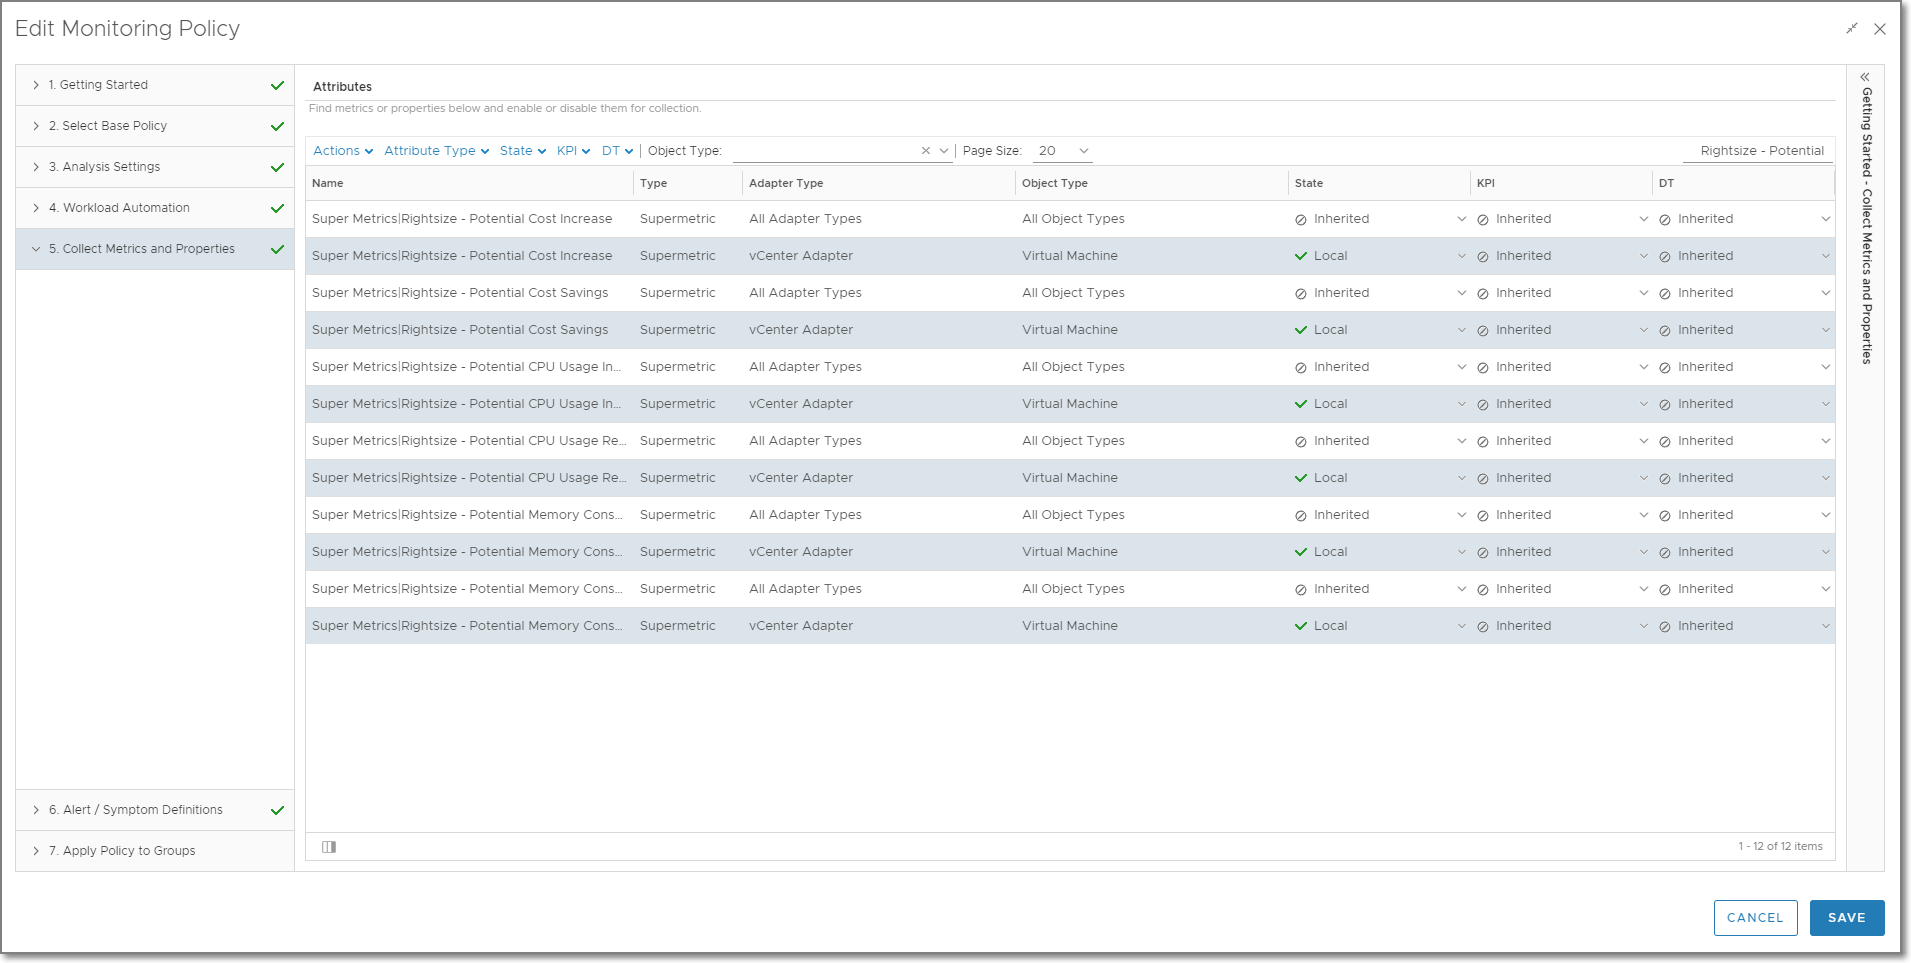 Edit Monitoring Policy
1. Getting Started
2. Select Base Policy
3. Analysis Settings
4. Workload Automation
5. Collect Metrics and Properties
6. Alert / Symptom Definitions
7. Apply Policy to Groups
Attributes
Find metrics or properties below and enable or disable them for collection.
Actions Attribute Type State KPI DT Object Type: Page Size: 20 Rightsize - Potential
Name Type Adapter Type Object Type State KPI DT
Super Metrics|Rightsize - Potential Cost Increase Supermetric All Adapter Types All Object Types Inherited Inherited Inherited
Super Metrics|Rightsize - Potential Cost Increase Supermetric vCenter Adapter Virtual Machine Local Inherited Inherited
Super Metrics|Rightsize - Potential Cost Savings Supermetric All Adapter Types All Object Types Inherited Inherited Inherited
Super Metrics|Rightsize - Potential Cost Savings Supermetric vCenter Adapter Virtual Machine Local Inherited Inherited
Super Metrics|Rightsize - Potential CPU Usage In... Supermetric All Adapter Types All Object Types Inherited Inherited Inherited
Super Metrics|Rightsize - Potential CPU Usage In... Supermetric vCenter Adapter Virtual Machine Local Inherited Inherited
Super Metrics|Rightsize - Potential CPU Usage Re... Supermetric All Adapter Types All Object Types Inherited Inherited Inherited
Super Metrics|Rightsize - Potential CPU Usage Re... Supermetric vCenter Adapter Virtual Machine Local Inherited Inherited
Super Metrics|Rightsize - Potential Memory Cons... Supermetric All Adapter Types All Object Types Inherited Inherited Inherited
Super Metrics|Rightsize - Potential Memory Cons... Supermetric vCenter Adapter Virtual Machine Local Inherited Inherited
Super Metrics|Rightsize - Potential Memory Cons... Supermetric All Adapter Types All Object Types Inherited Inherited Inherited
Super Metrics|Rightsize - Potential Memory Cons... Supermetric vCenter Adapter Virtual Machine Local Inherited Inherited
1 - 12 of 12 items
Getting Started - Collect Metrics and Properties
CANCEL
SAVE